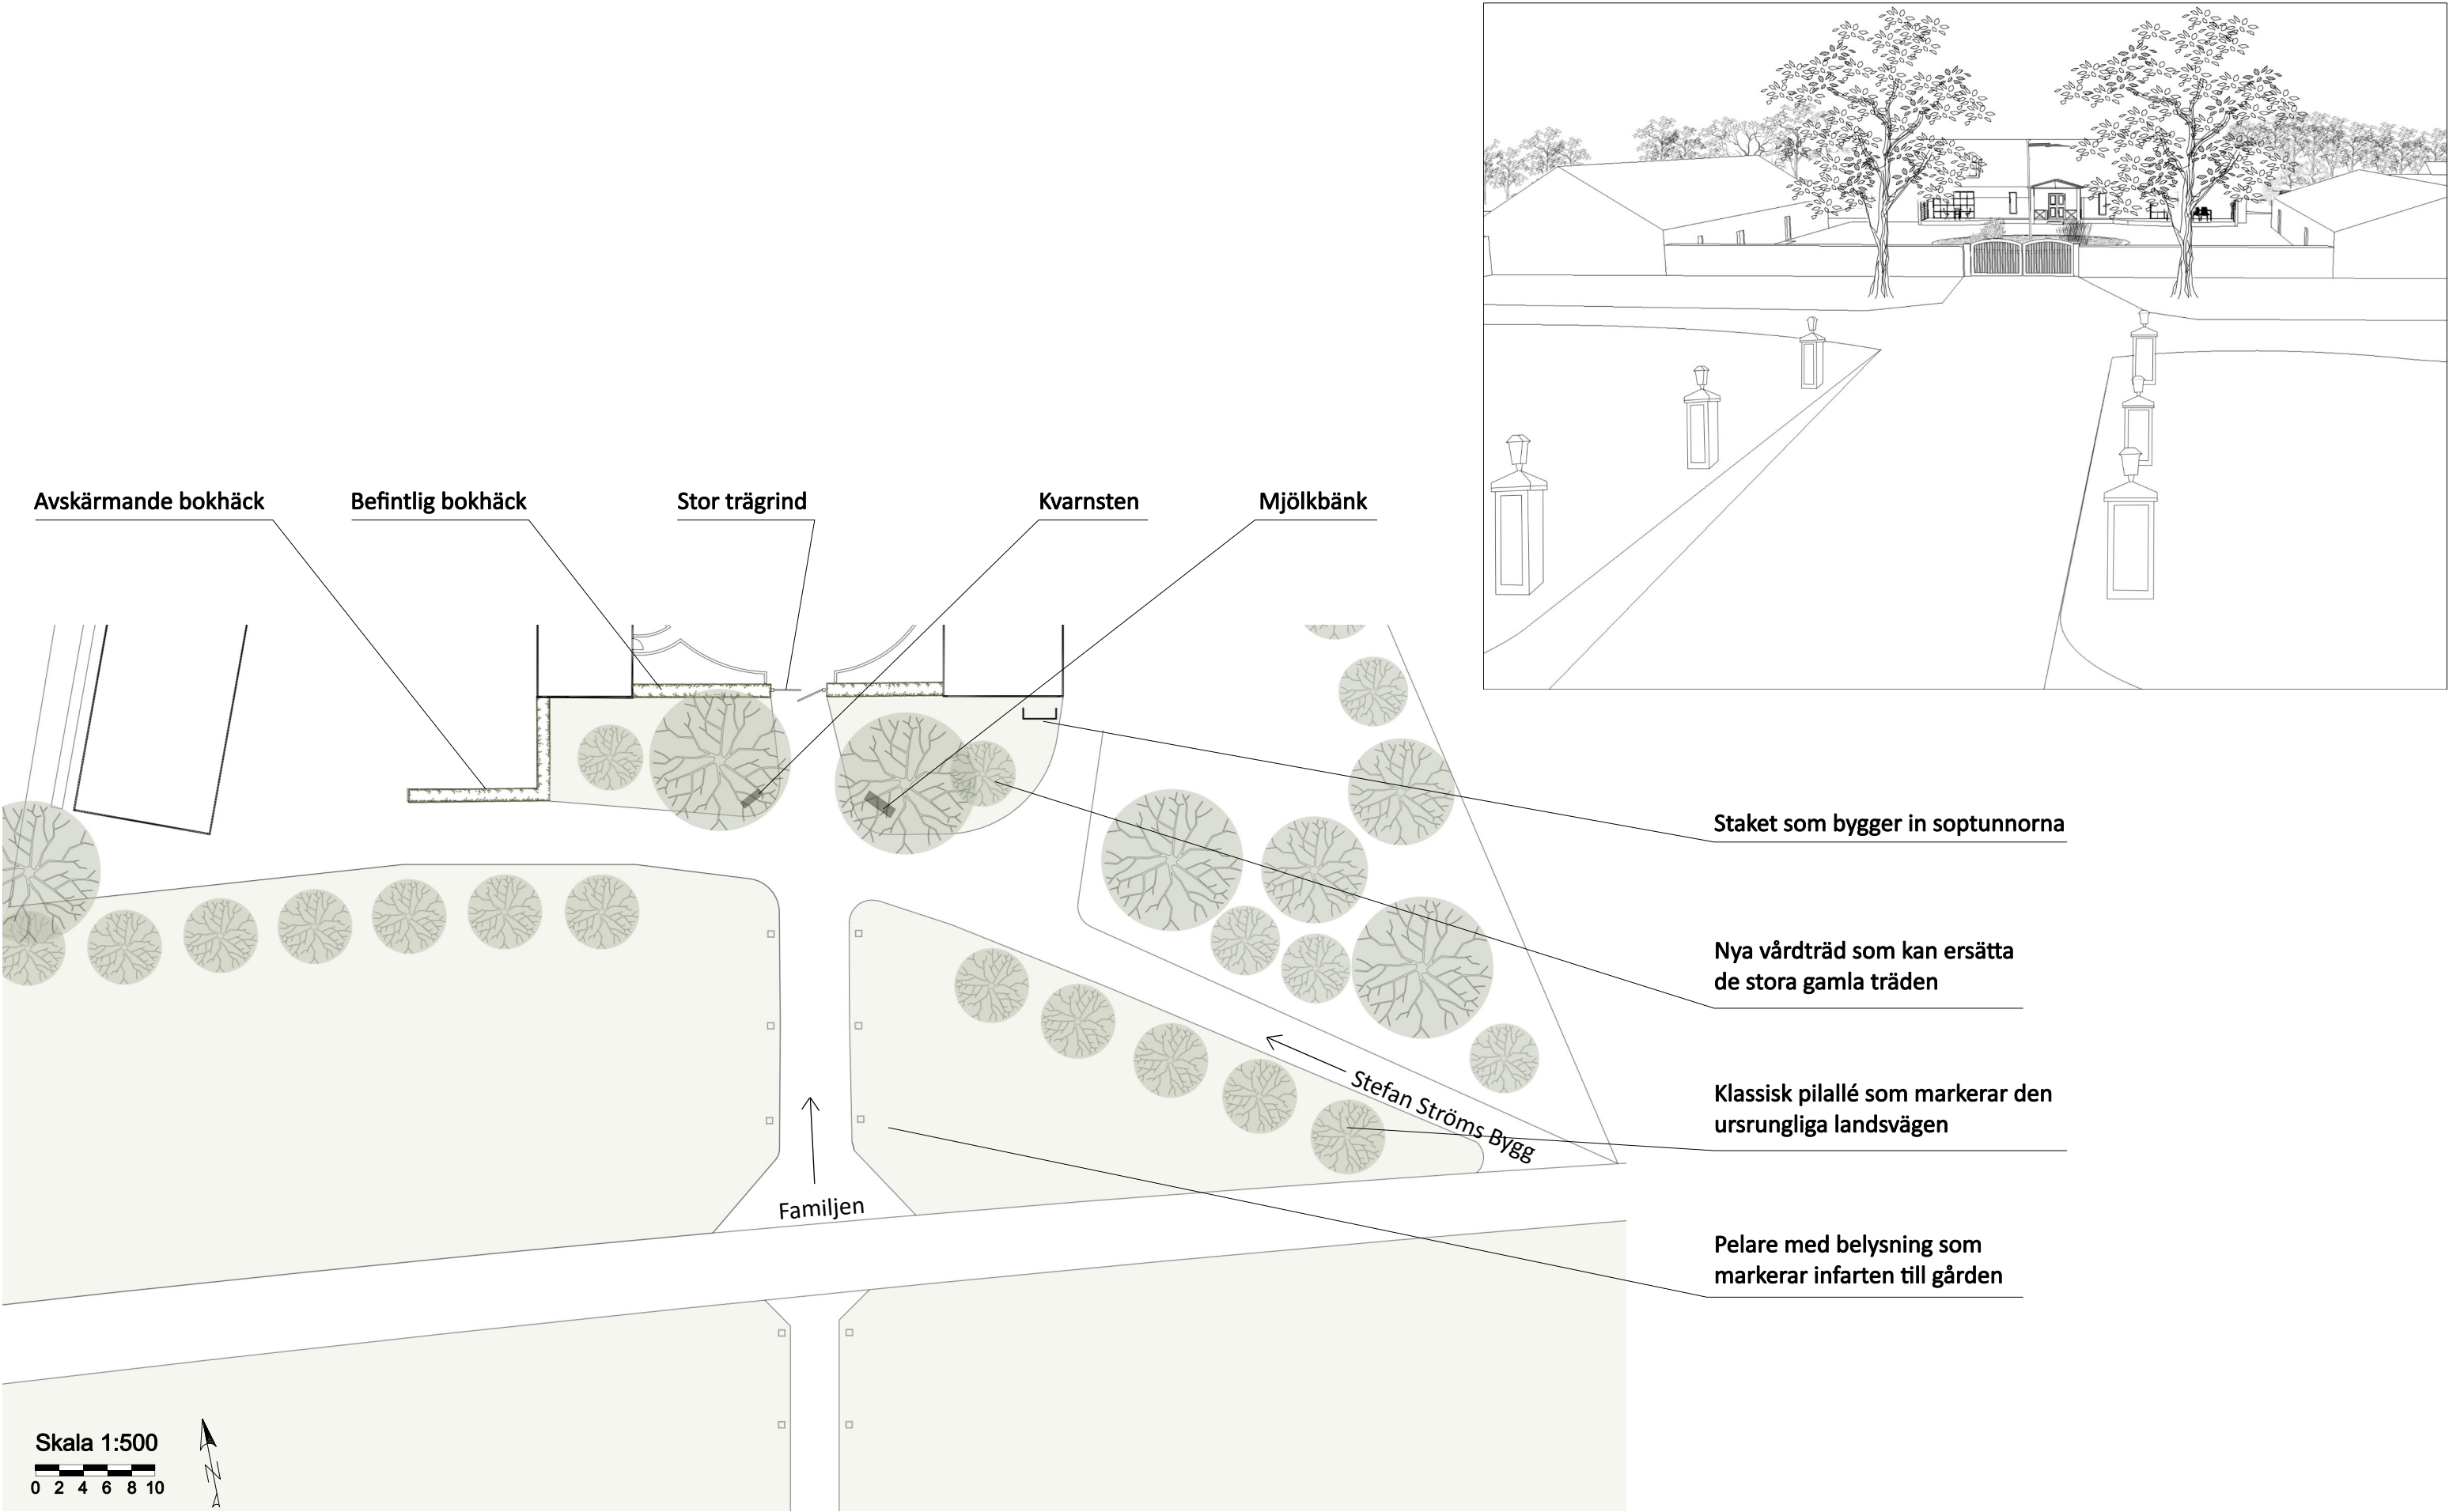 Avskärmande bokhäck
Befintlig bokhäck
Stor trägrind
Kvarnsten
Mjölkbänk
Staket som bygger in soptunnorna
Nya vårdträd som kan ersätta
de stora gamla träden
Klassisk pilallé som markerar den
ursrungliga landsvägen
Stefan Ströms Bygg
Familjen
Pelare med belysning som
markerar infarten till gården
Skala 1:500
0 2 4 6 8 10
N